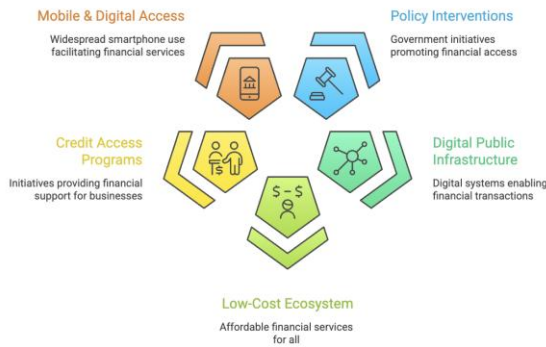 Mobile & Digital Access
Widespread smartphone use
facilitating financial services
Policy Interventions
Government initiatives
promoting financial access
Credit Access
Programs
Initiatives providing financial
support for businesses
Digital Public
Infrastructure
Digital systems enabling
financial transactions
$-$
Low-Cost Ecosystem
Affordable financial services
for all